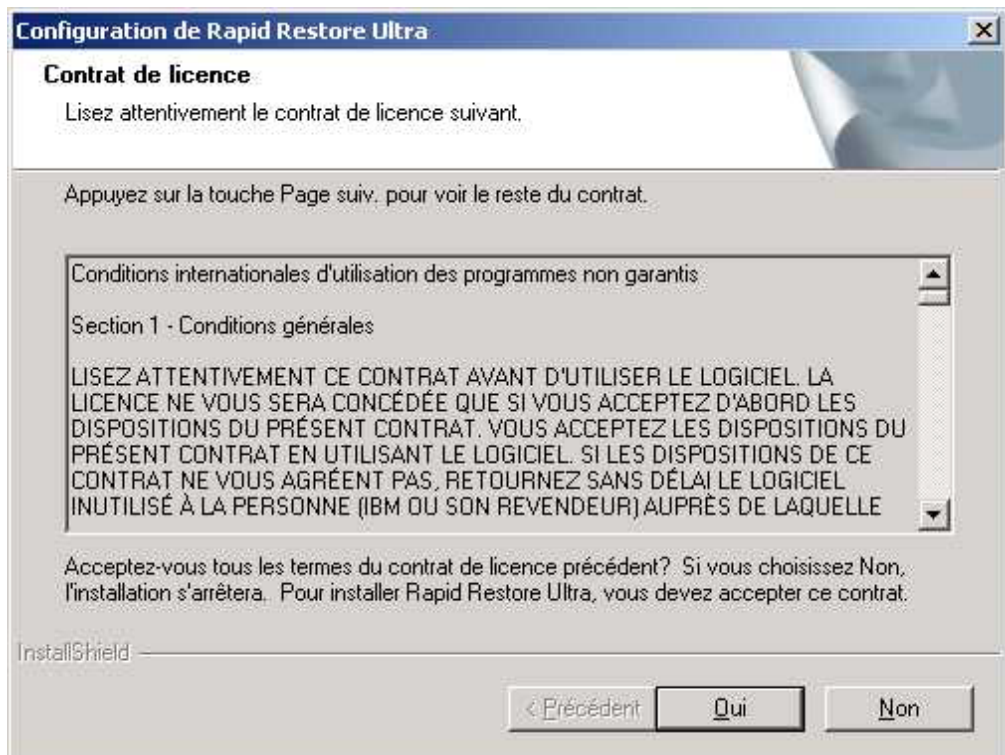 Configuration de Rapid Restore Ultra
Contrat de licence
Lisez attentivement le contrat de licence suivant.
Appuyez sur la touche Page suiv. pour voir le reste du contrat.
Conditions internationales d'utilisation des programmes non garantis
Section 1 - Conditions générales
LISEZ ATTENTIVEMENT CE CONTRAT AVANT D'UTILISER LE LOGICIEL. LA
LICENCE NE VOUS SERA CONCÉDÉE QUE SI VOUS ACCEPTEZ D'ABORD LES
DISPOSITIONS DU PRÉSENT CONTRAT. VOUS ACCEPTEZ LES DISPOSITIONS DU
PRÉSENT CONTRAT EN UTILISANT LE LOGICIEL. SI LES DISPOSITIONS DE CE
CONTRAT NE VOUS AGRÉENT PAS, RETOURNEZ SANS DÉLAI LE LOGICIEL
INUTILISÉ À LA PERSONNE (IBM OU SON REVENDEUR) AUPRÈS DE LAQUELLE
Acceptez-vous tous les termes du contrat de licence précédent? Si vous choisissez Non,
l'installation s'arrêtera. Pour installer Rapid Restore Ultra, vous devez accepter ce contrat.
InstallShield
< Précédent
Oui
Non